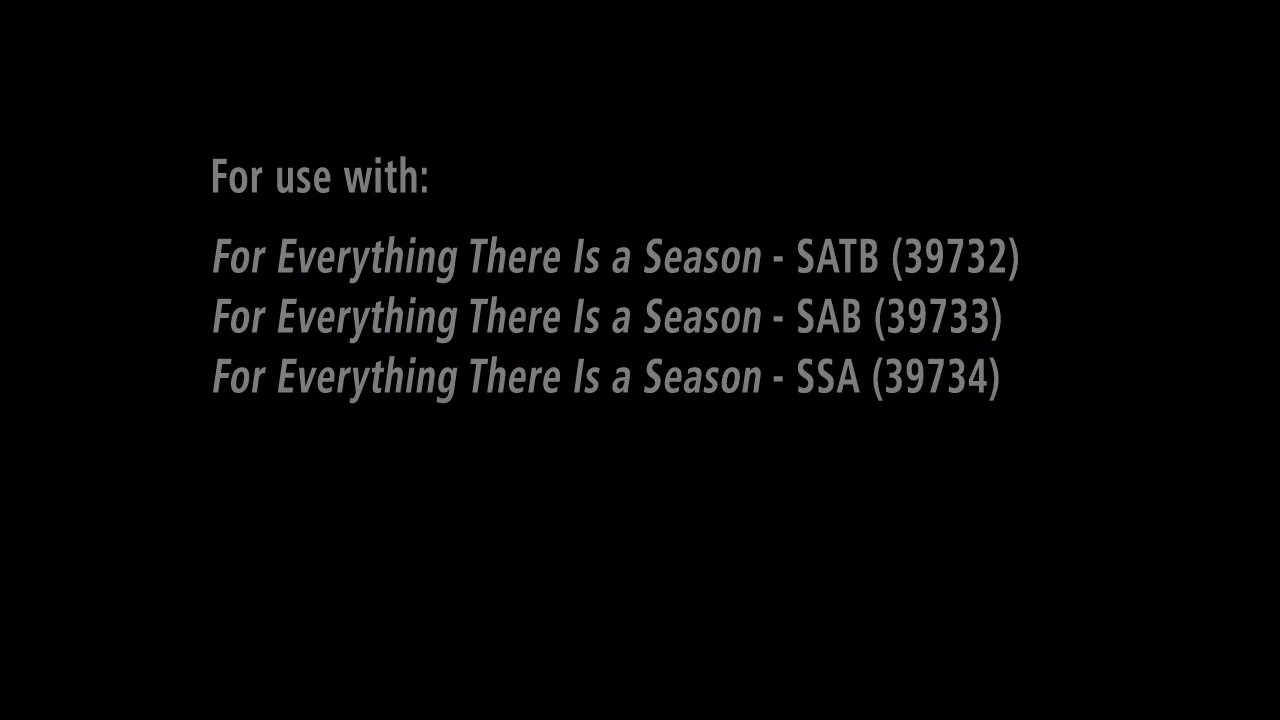 For use with:
For Everything There Is a Season - SATB (39732)
For Everything There Is a Season - SAB (39733)
For Everything There Is a Season - SSA (39734)